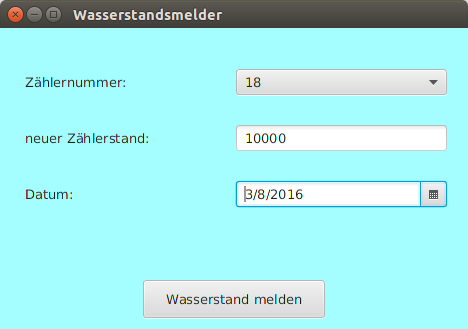 Wasserstandsmelder
Zählernummer: 18
neuer Zählerstand: 10000
Datum: 3/8/2016
Wasserstand melden